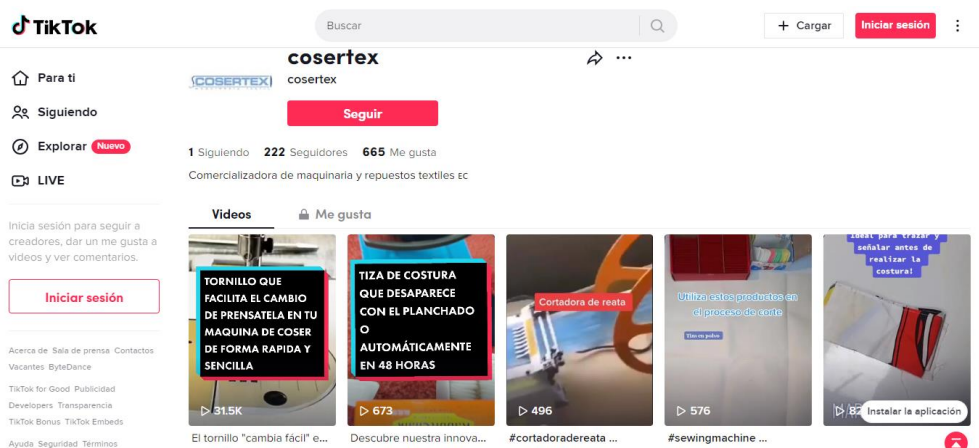 TikTok
Buscar
Cargar
Iniciar sesión
Para ti
Siguiendo
Explorar Nuevo
LIVE
Inicia sesión para seguir a
creadores, dar un me gusta a
videos y ver comentarios.
Iniciar sesión
Acerca de Sala de prensa Contactos
Vacantes ByteDance
TikTok for Good Publicidad
Developers Transparencia
TikTok Bonus TikTok Embeds
Ayuda Seguridad Términos
cosertex
COSERTEX
cosertex
Seguir
1 Siguiendo 222 Seguidores 665 Me gusta
Comercializadora de maquinaria y repuestos textiles EC
Videos
Me gusta
TORNILLO QUE
FACILITA EL CAMBIO
DE PRENSATELA EN TU
MAQUINA DE COSER
DE FORMA RAPIDA Y
SENCILLA
31.5K
El tornillo "cambia fácil" e...
TIZA DE COSTURA
QUE DESAPARECE
CON EL PLANCHADO
O
AUTOMÁTICAMENTE
EN 48 HORAS
673
Descubre nuestra innova...
Cortadora de reata
496
#cortadoradereata ...
Utiliza estos productos en
el proceso de corte
Tiza en polvo
576
#sewingmachine ...
Ideal para trazar y
señalar antes de
realizar la
costura!
Instalar la aplicación